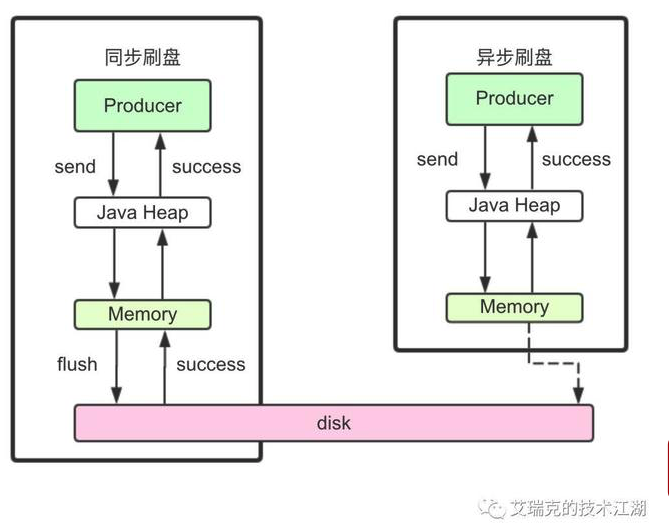 同步刷盘
Producer
send
success
Java Heap
Memory
flush
success
异步刷盘
Producer
send
success
Java Heap
Memory
disk
艾瑞克的技术江湖